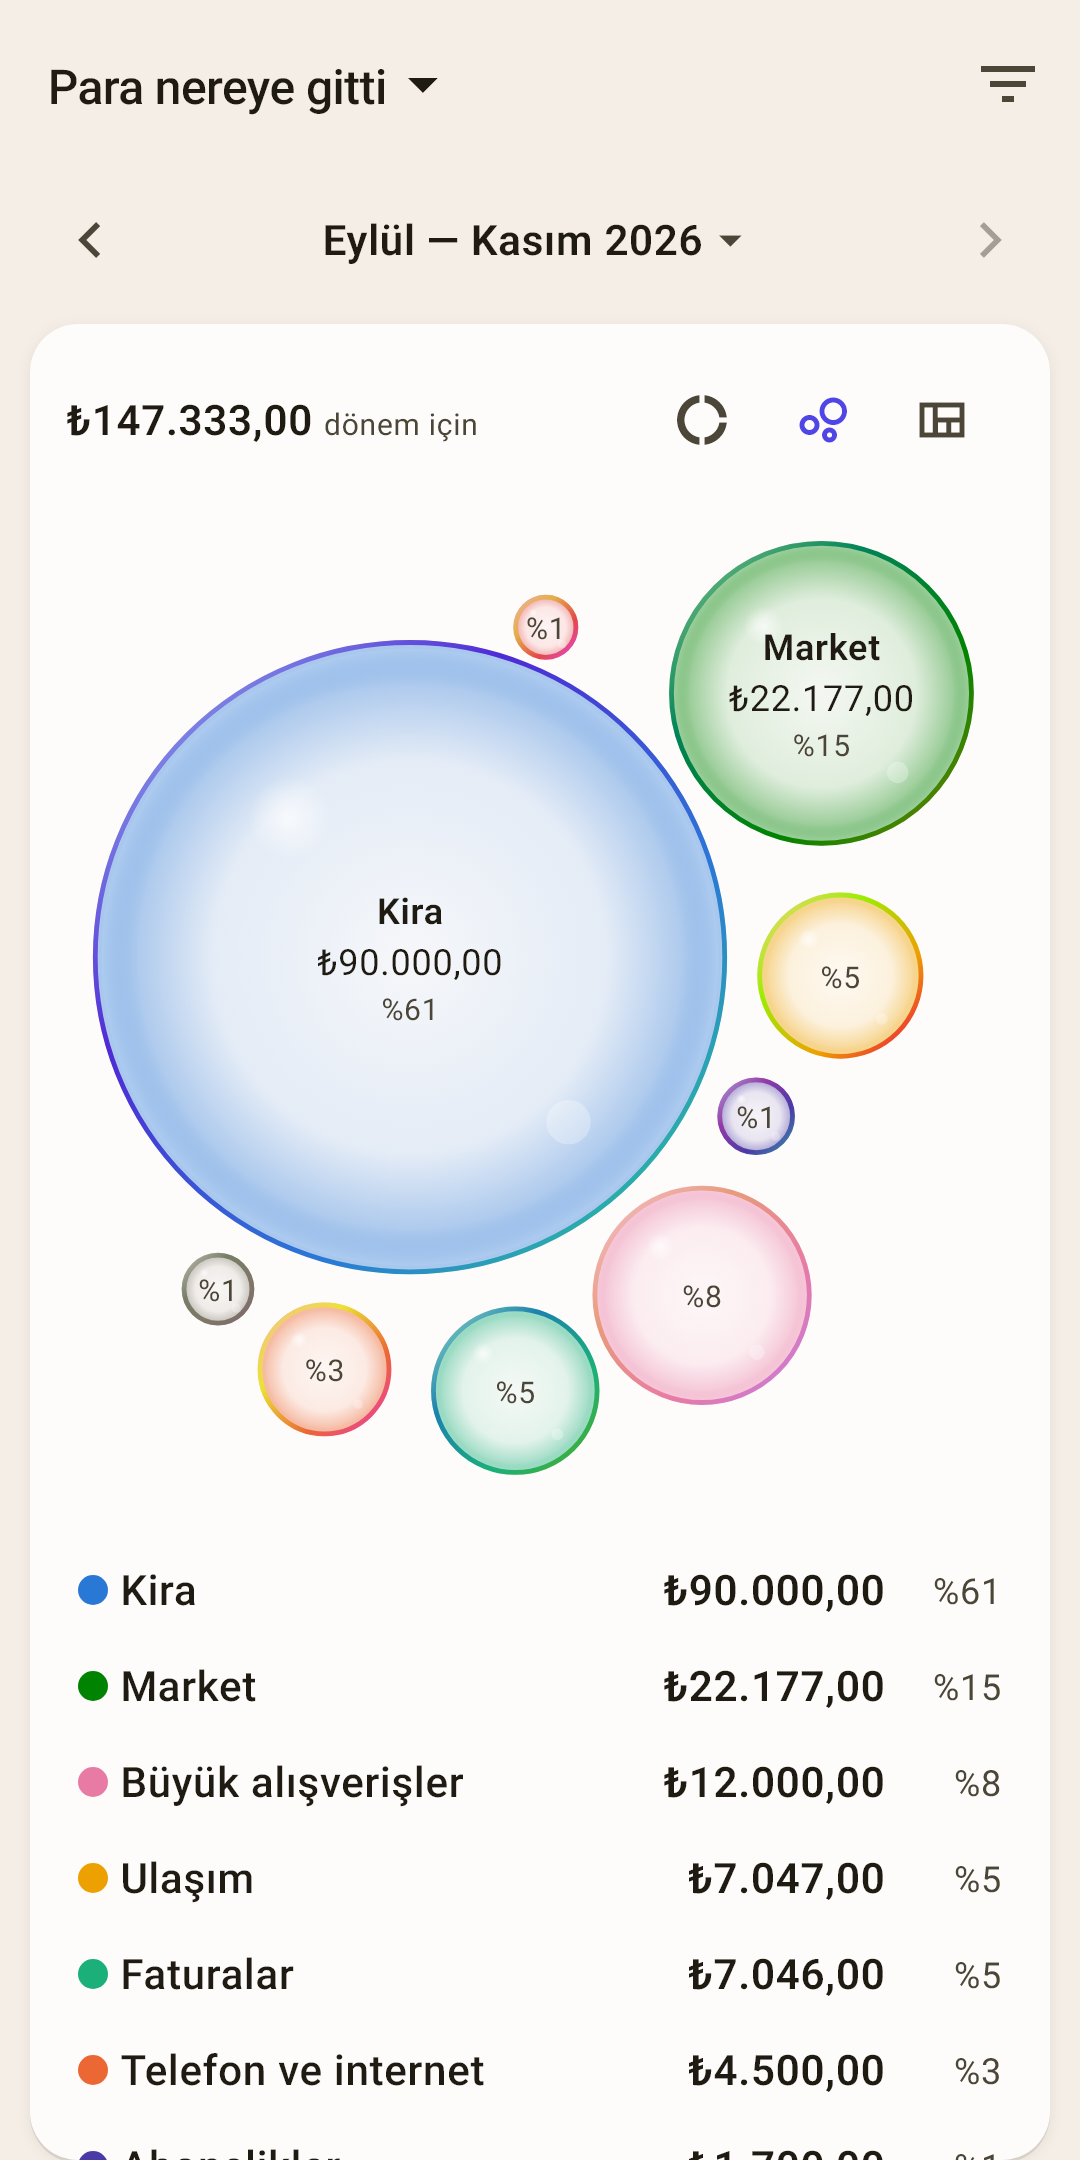 Para nereye gitti
Eylül – Kasım 2026
₺147.333,00 dönem için
%1
Market
₺22.177,00
%15
Kira
₺90.000,00
%61
%5
%1
%8
%1
%3
%5
Kira ₺90.000,00 %61
Market ₺22.177,00 %15
Büyük alışverişler ₺12.000,00 %8
Ulaşım ₺7.047,00 %5
Faturalar ₺7.046,00 %5
Telefon ve internet ₺4.500,00 %3